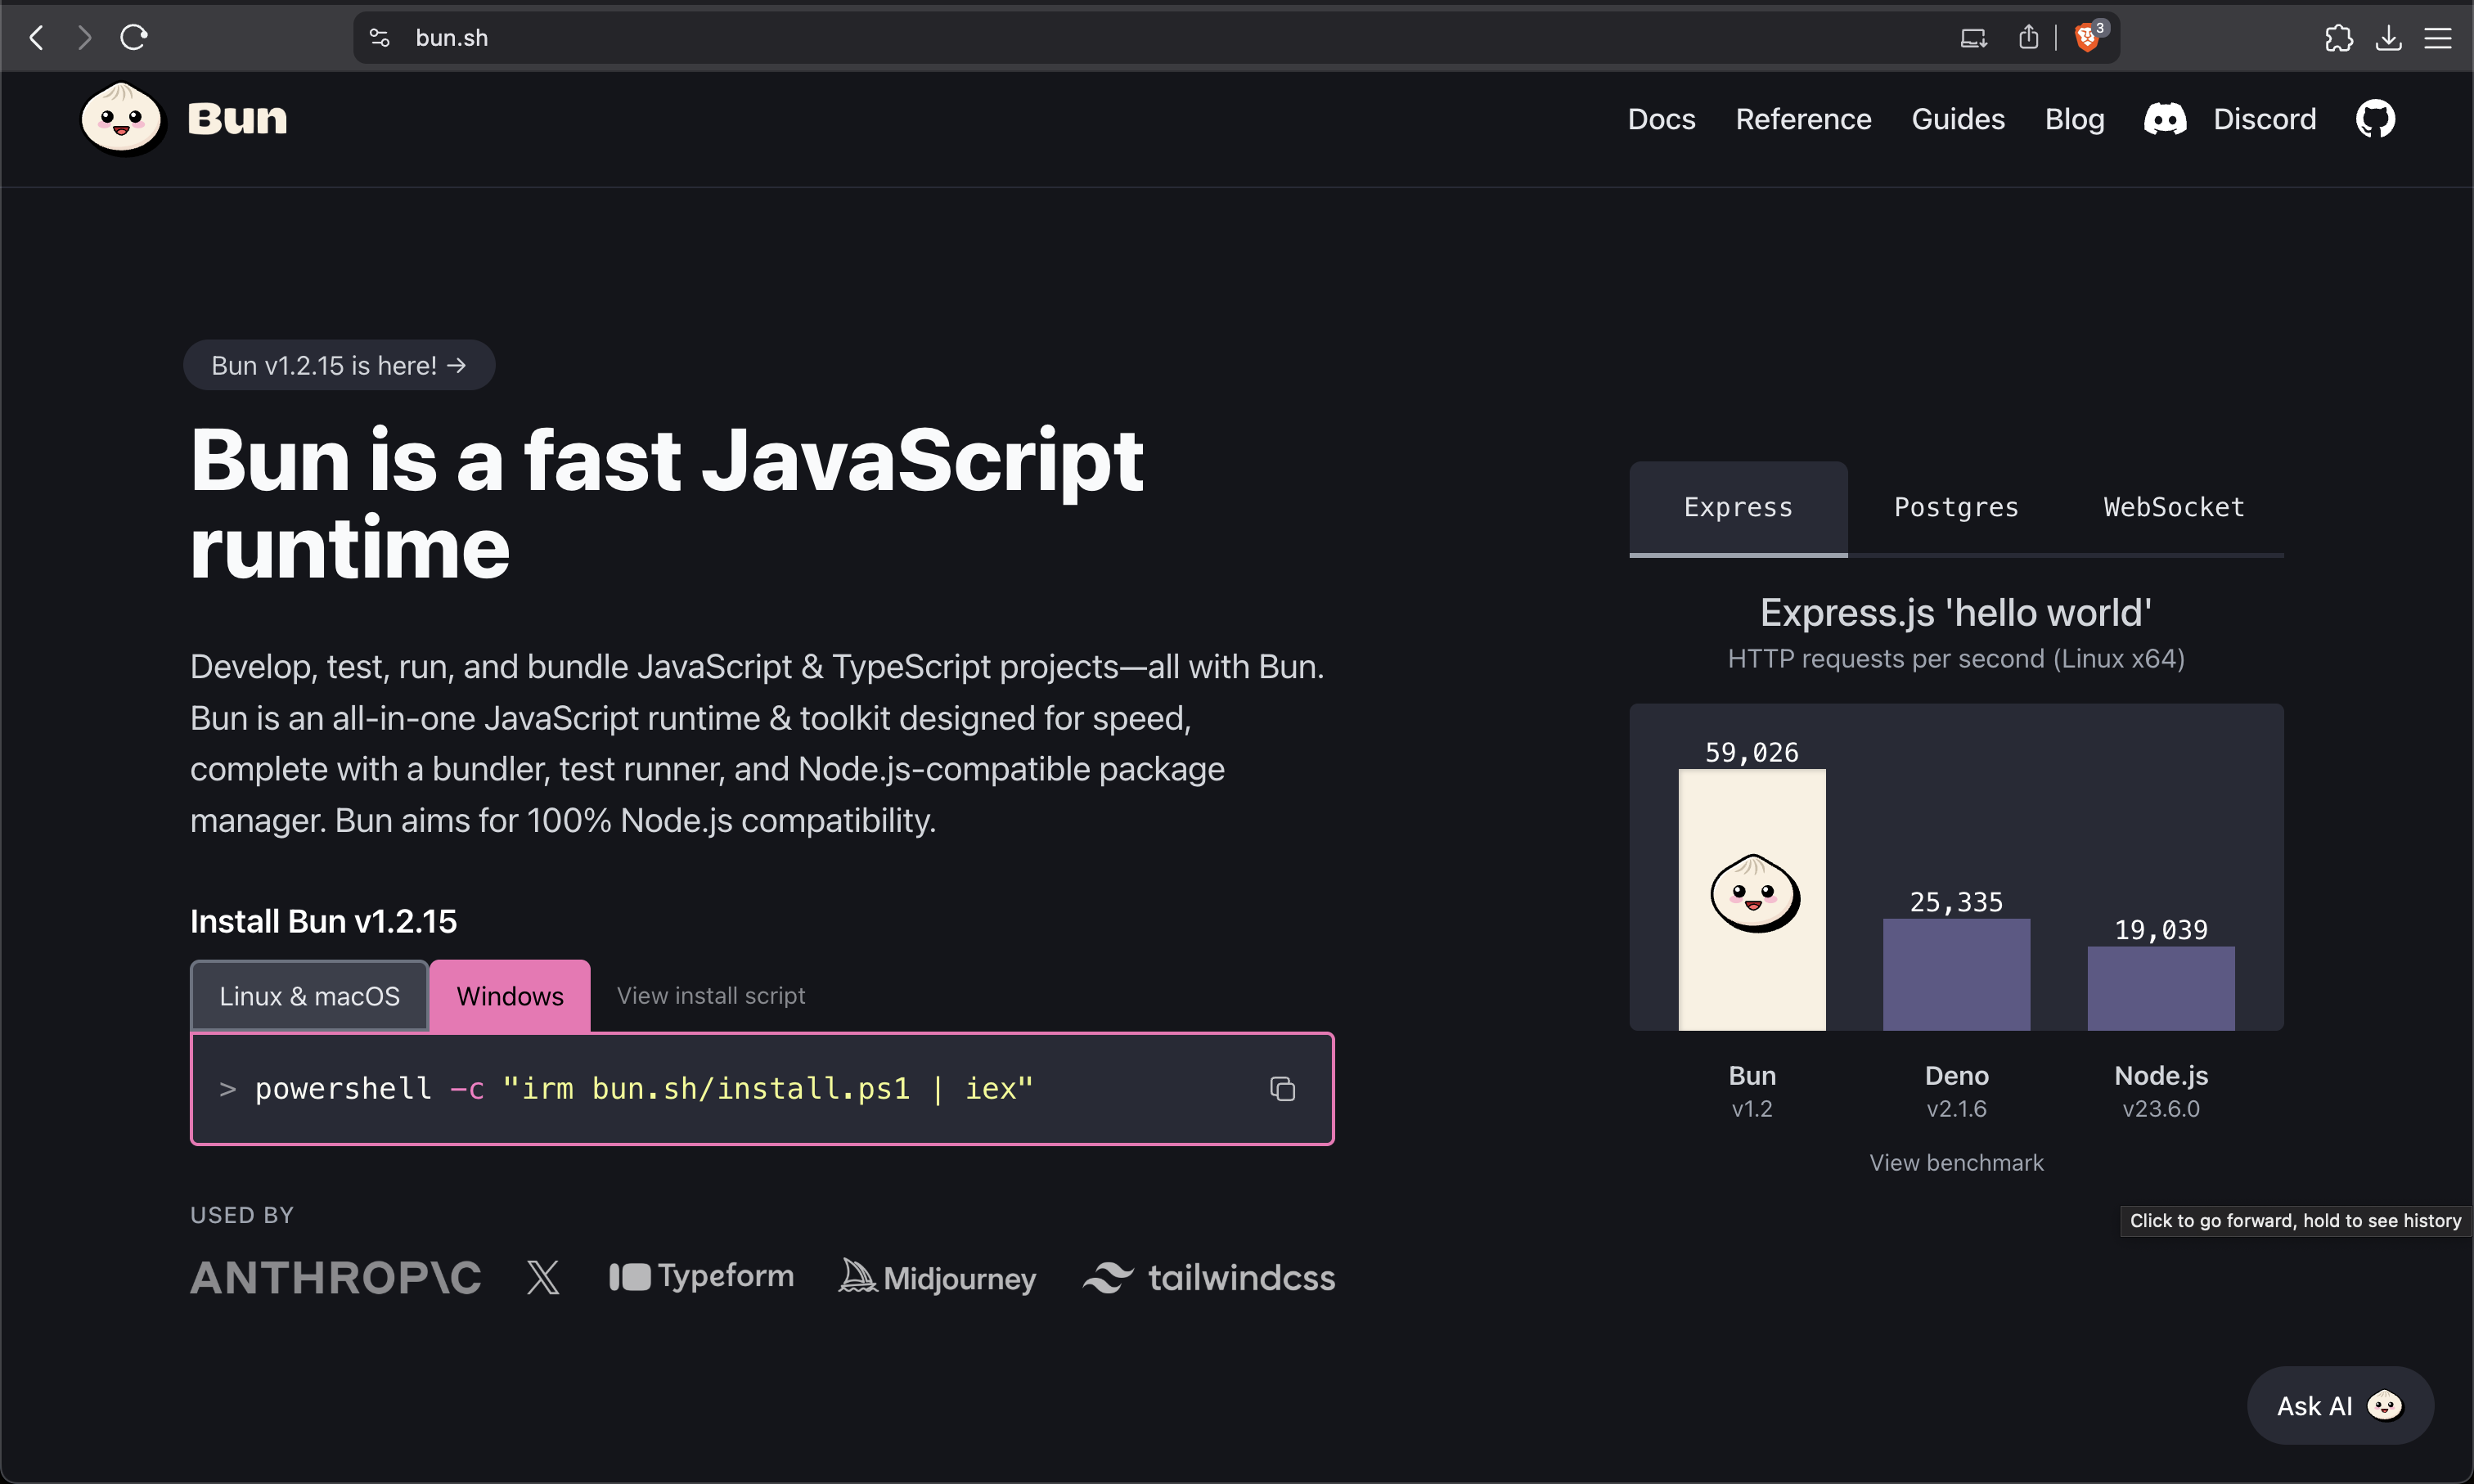 bun.sh
3
Bun
Docs Reference Guides Blog Discord
Bun v1.2.15 is here! →
Bun is a fast JavaScript
runtime
Develop, test, run, and bundle JavaScript & TypeScript projects—all with Bun.
Bun is an all-in-one JavaScript runtime & toolkit designed for speed,
complete with a bundler, test runner, and Node.js-compatible package
manager. Bun aims for 100% Node.js compatibility.
Install Bun v1.2.15
Linux & macOS Windows View install script
> powershell -c "irm bun.sh/install.ps1 | iex"
USED BY
ANTHROP\C X Typeform Midjourney tailwindcss
Express Postgres WebSocket
Express.js 'hello world'
HTTP requests per second (Linux x64)
59,026
25,335
19,039
Bun Deno Node.js
v1.2 v2.1.6 v23.6.0
View benchmark
Click to go forward, hold to see history
Ask AI